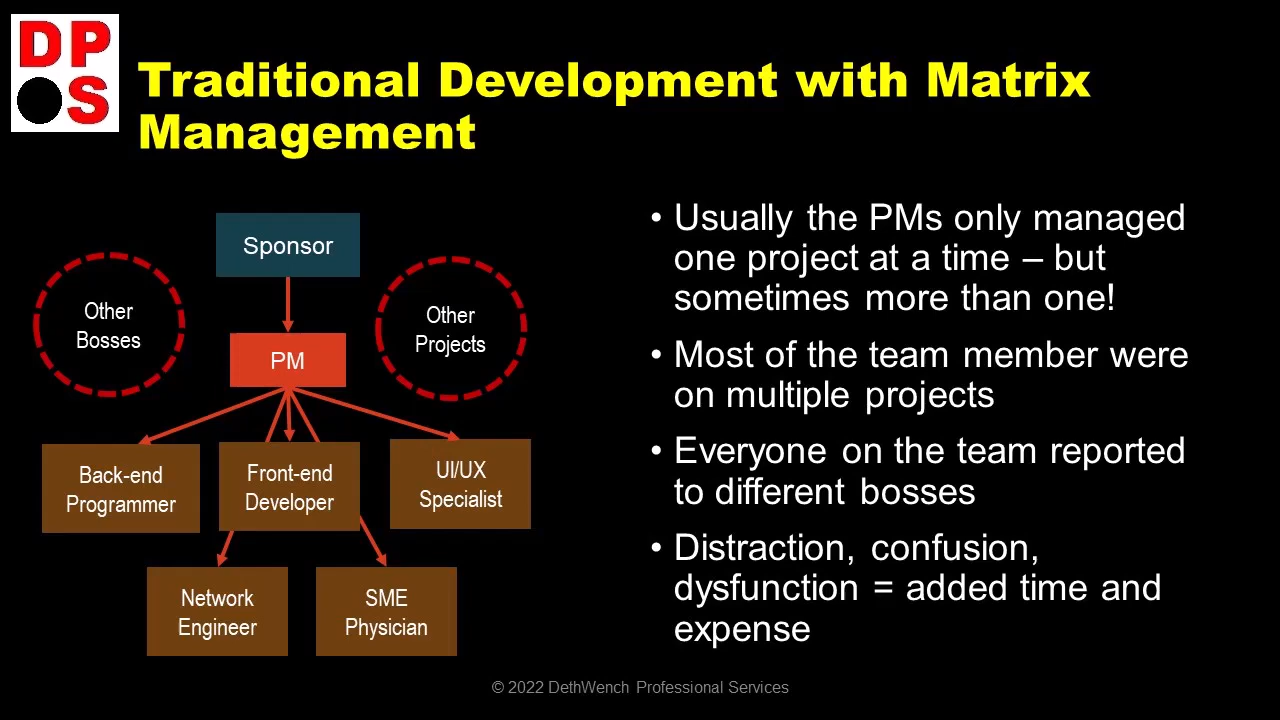 DP
S
Traditional Development with Matrix
Management
Sponsor
Other
Bosses
Other
Projects
PM
Back-end
Programmer
Front-end
Developer
UI/UX
Specialist
Network
Engineer
SME
Physician
• Usually the PMs only managed
one project at a time – but
sometimes more than one!
• Most of the team member were
on multiple projects
• Everyone on the team reported
to different bosses
• Distraction, confusion,
dysfunction = added time and
expense
© 2022 DethWench Professional Services